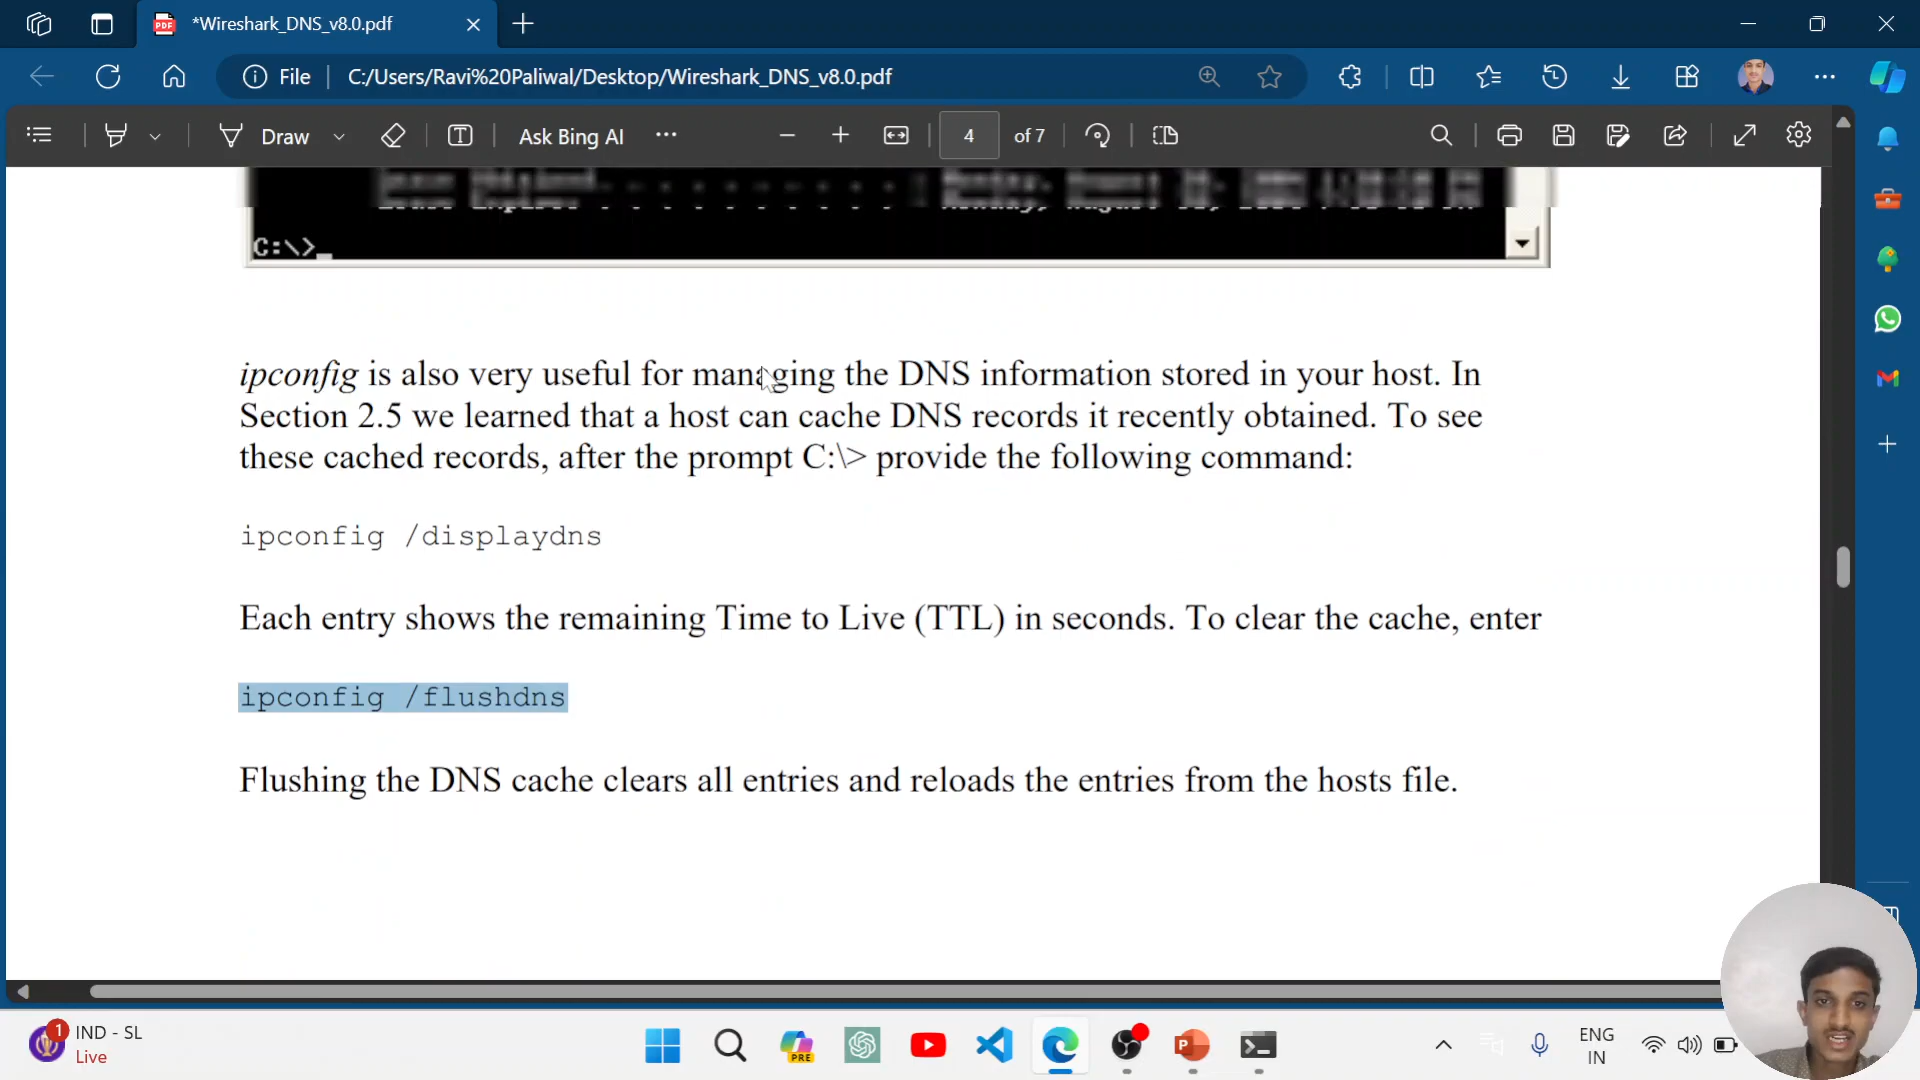 *Wireshark_DNS_v8.0.pdf
File
C:/Users/Ravi%20Paliwal/Desktop/Wireshark_DNS_v8.0.pdf
Draw
Ask Bing AI
4
of 7
C:\>_
ipconfig is also very useful for managing the DNS information stored in your host. In
Section 2.5 we learned that a host can cache DNS records it recently obtained. To see
these cached records, after the prompt C:\> provide the following command:
ipconfig /displaydns
Each entry shows the remaining Time to Live (TTL) in seconds. To clear the cache, enter
ipconfig /flushdns
Flushing the DNS cache clears all entries and reloads the entries from the hosts file.
1
IND - SL
Live
PRE
ENG
IN